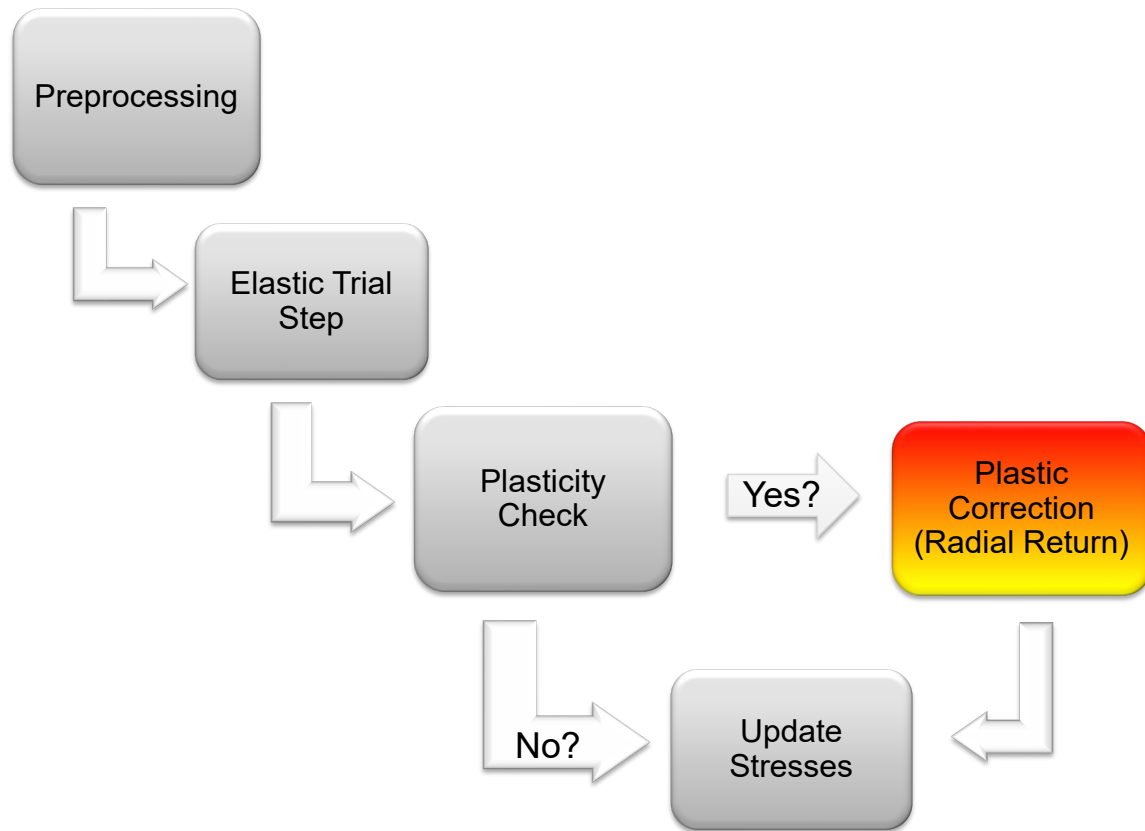 Preprocessing
Elastic Trial
Step
Plasticity
Check
Yes?
Plastic
Correction
(Radial Return)
No?
Update
Stresses